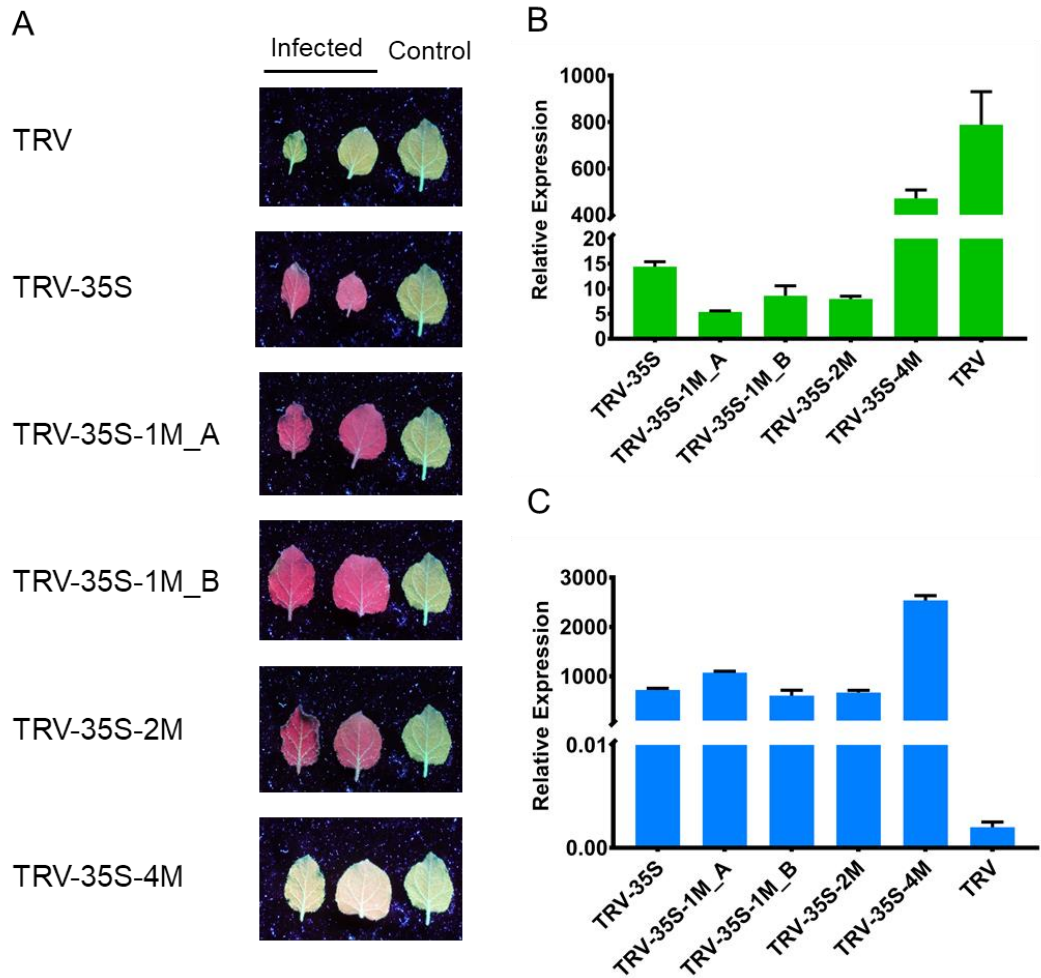 A
Infected Control
TRV
TRV-35S
TRV-35S-1M_A
TRV-35S-1M_B
TRV-35S-2M
TRV-35S-4M
B
Relative Expression
1000
800
600
400
20
15
10
5
0
TRV-35S
TRV-35S-1M_A
TRV-35S-1M_B
TRV-35S-2M
TRV-35S-4M
TRV
C
Relative Expression
3000
2000
1000
0.01
0.00
TRV-35S
TRV-35S-1M_A
TRV-35S-1M_B
TRV-35S-2M
TRV-35S-4M
TRV